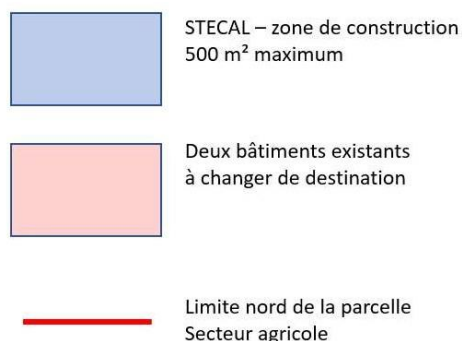 STECAL – zone de construction
500 m² maximum
Deux bâtiments existants
à changer de destination
Limite nord de la parcelle
Secteur agricole